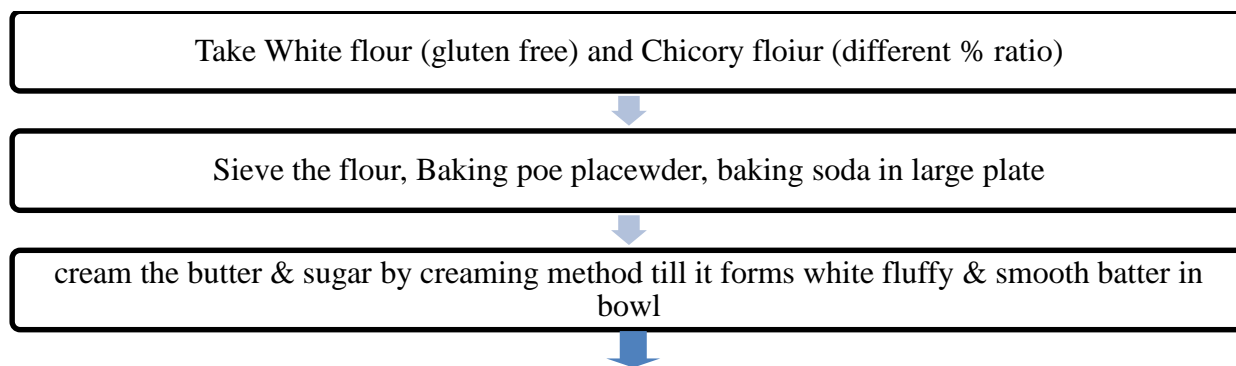 Take White flour (gluten free) and Chicory floiur (different % ratio)
Sieve the flour, Baking poe placewder, baking soda in large plate
cream the butter & sugar by creaming method till it forms white fluffy & smooth batter in
bowl